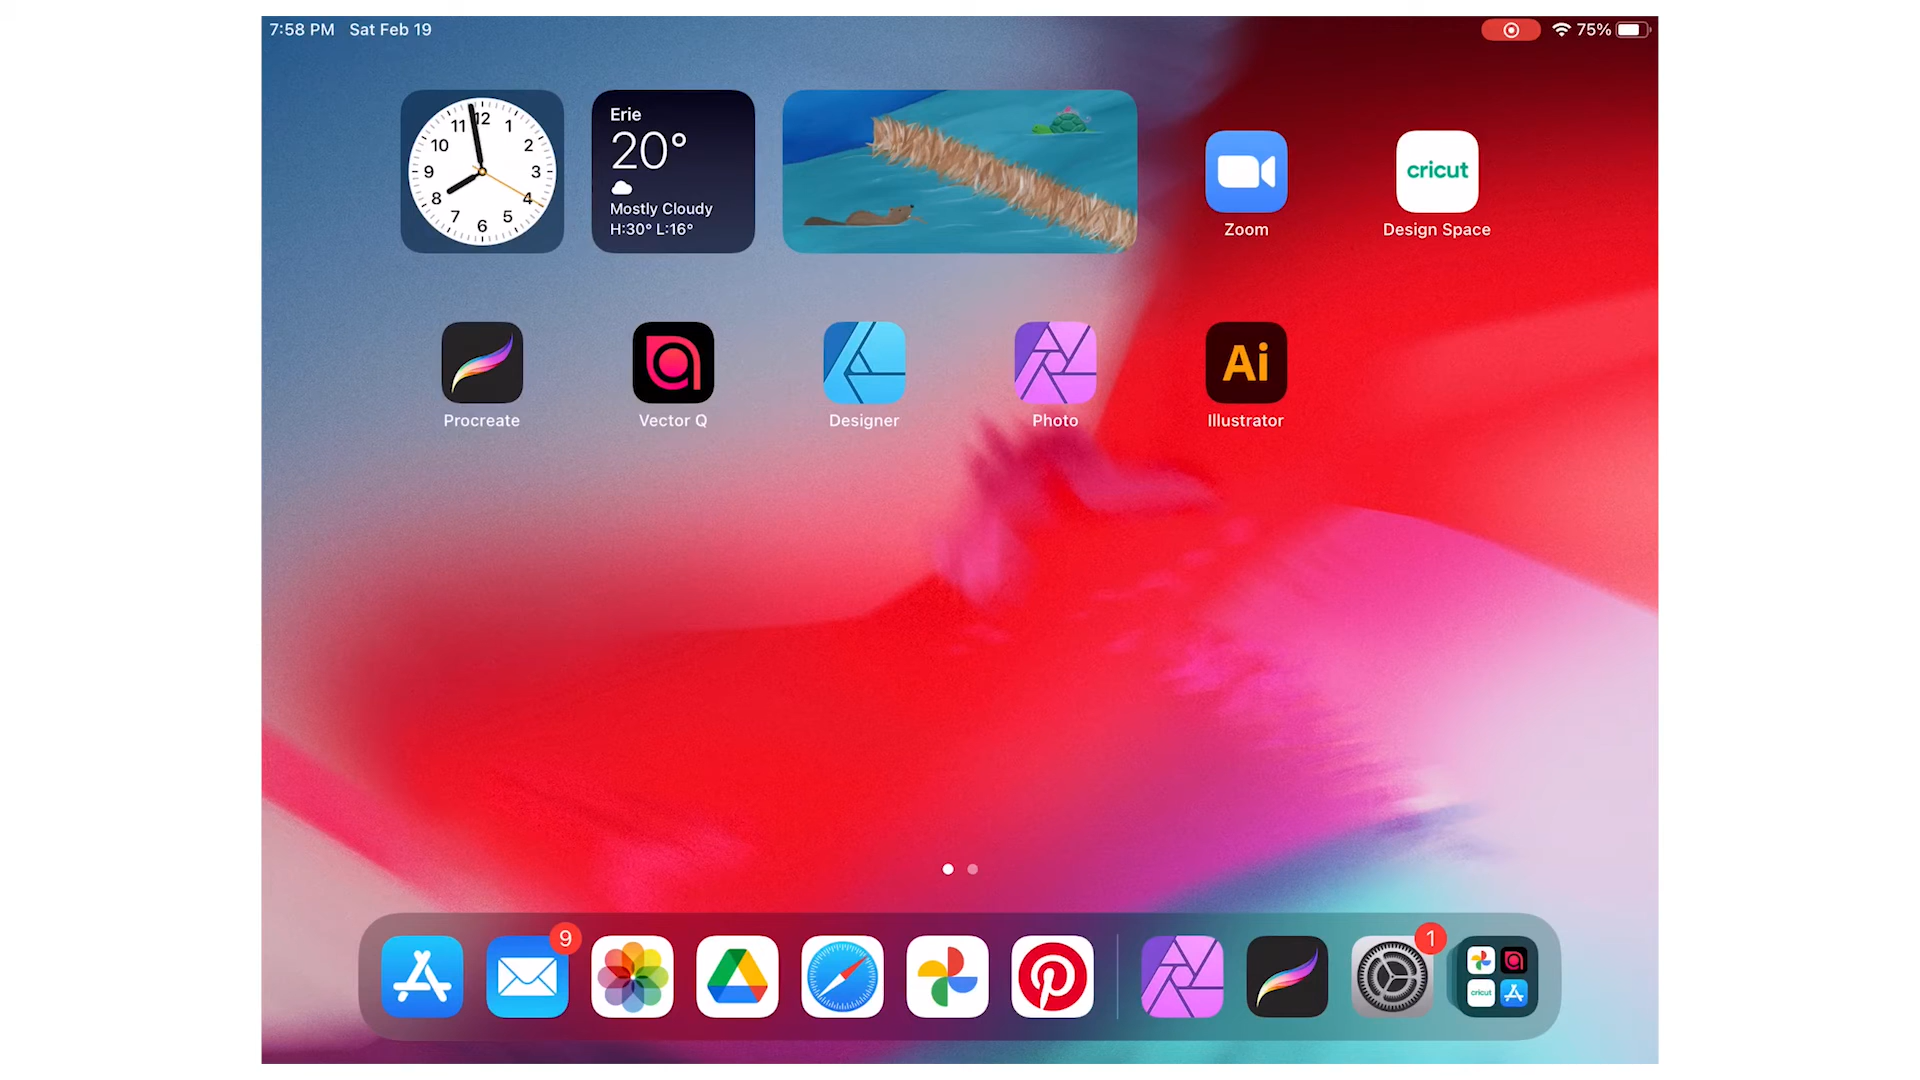 7:58 PM Sat Feb 19
75%
11 12 1
10 2
9 3
8 4
7 6 5
Erie
20°
Mostly Cloudy
H:30° L:16°
Zoom
cricut
Design Space
Procreate
Vector Q
Designer
Photo
Ai
Illustrator
9
1
cricut